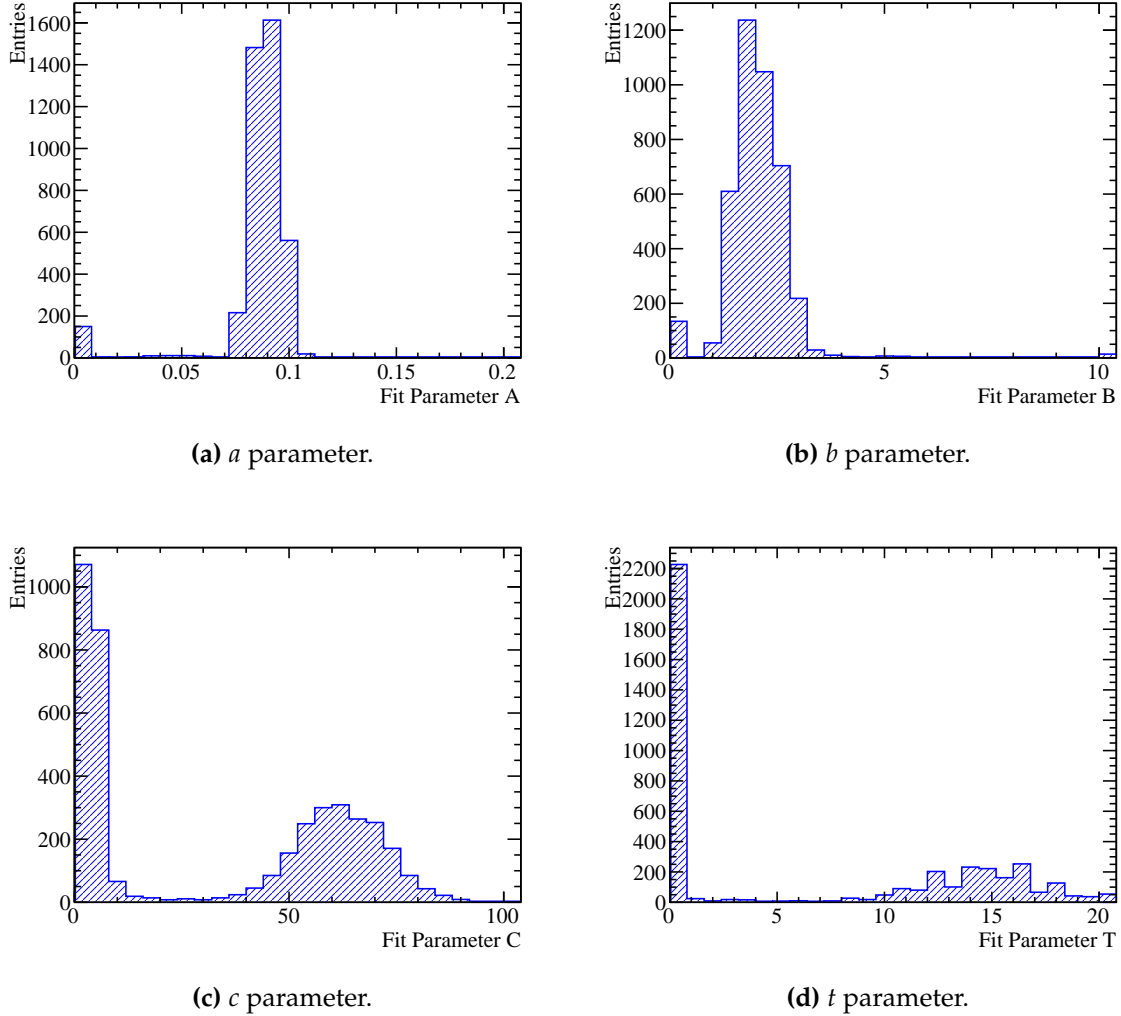 Entries
1600
1400
1200
1000
800
600
400
200
0
0 0.05 0.1 0.15 0.2
Fit Parameter A
(a) a parameter.
Entries
1200
1000
800
600
400
200
0
0 5 10
Fit Parameter B
(b) b parameter.
Entries
1000
800
600
400
200
0
0 50 100
Fit Parameter C
(c) c parameter.
Entries
2200
2000
1800
1600
1400
1200
1000
800
600
400
200
0
0 5 10 15 20
Fit Parameter T
(d) t parameter.